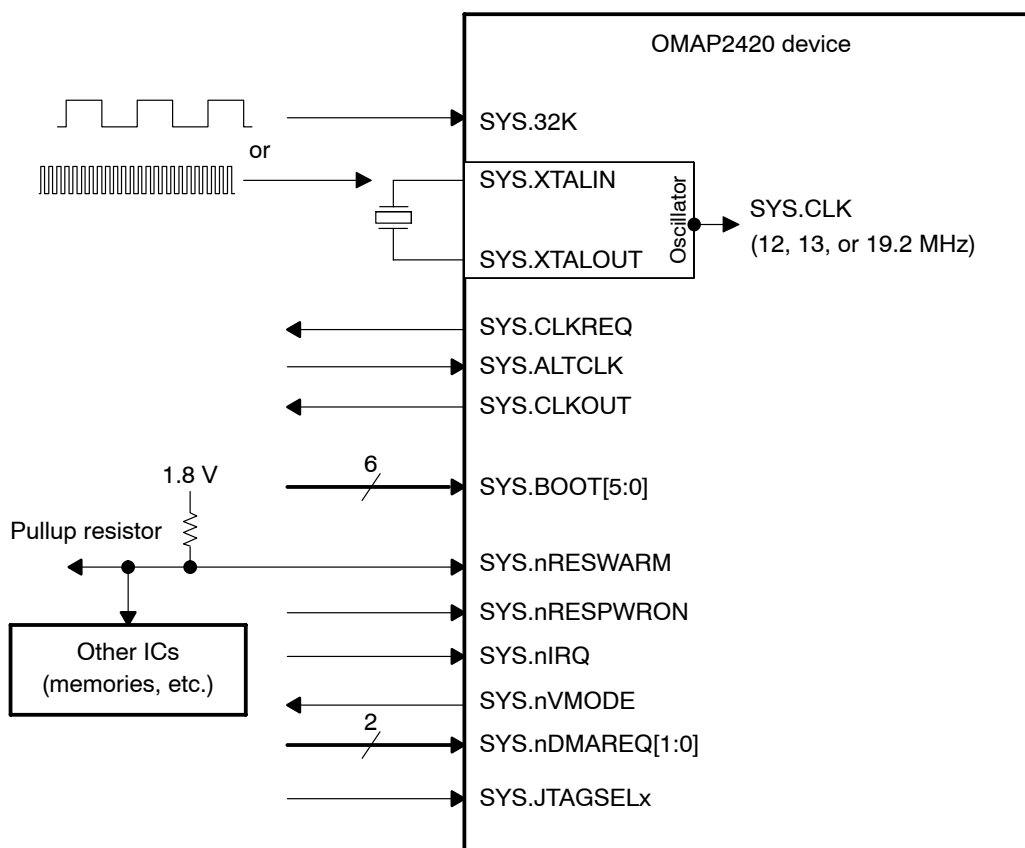 OMAP2420 device
SYS.32K
or
SYS.XTALIN
Oscillator
SYS.CLK
(12, 13, or 19.2 MHz)
SYS.XTALOUT
SYS.CLKREQ
SYS.ALTCLK
SYS.CLKOUT
6
1.8 V
SYS.BOOT[5:0]
Pullup resistor
SYS.nRESWARM
SYS.nRESPWRON
Other ICs
(memories, etc.)
SYS.nIRQ
SYS.nVMODE
2
SYS.nDMAREQ[1:0]
SYS.JTAGSELx